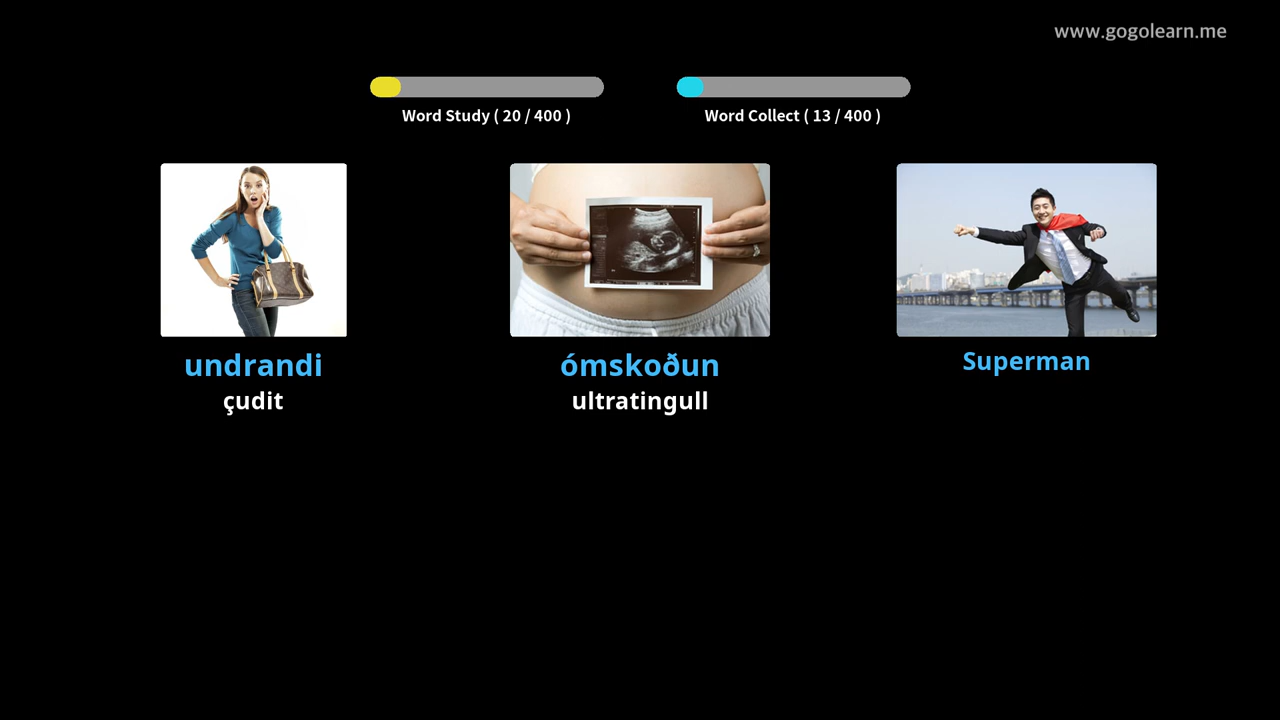 www.gogolearn.me
Word Study ( 20 / 400 )
Word Collect ( 13 / 400 )
undrandi
çudit
ómskoðun
ultratingull
Superman